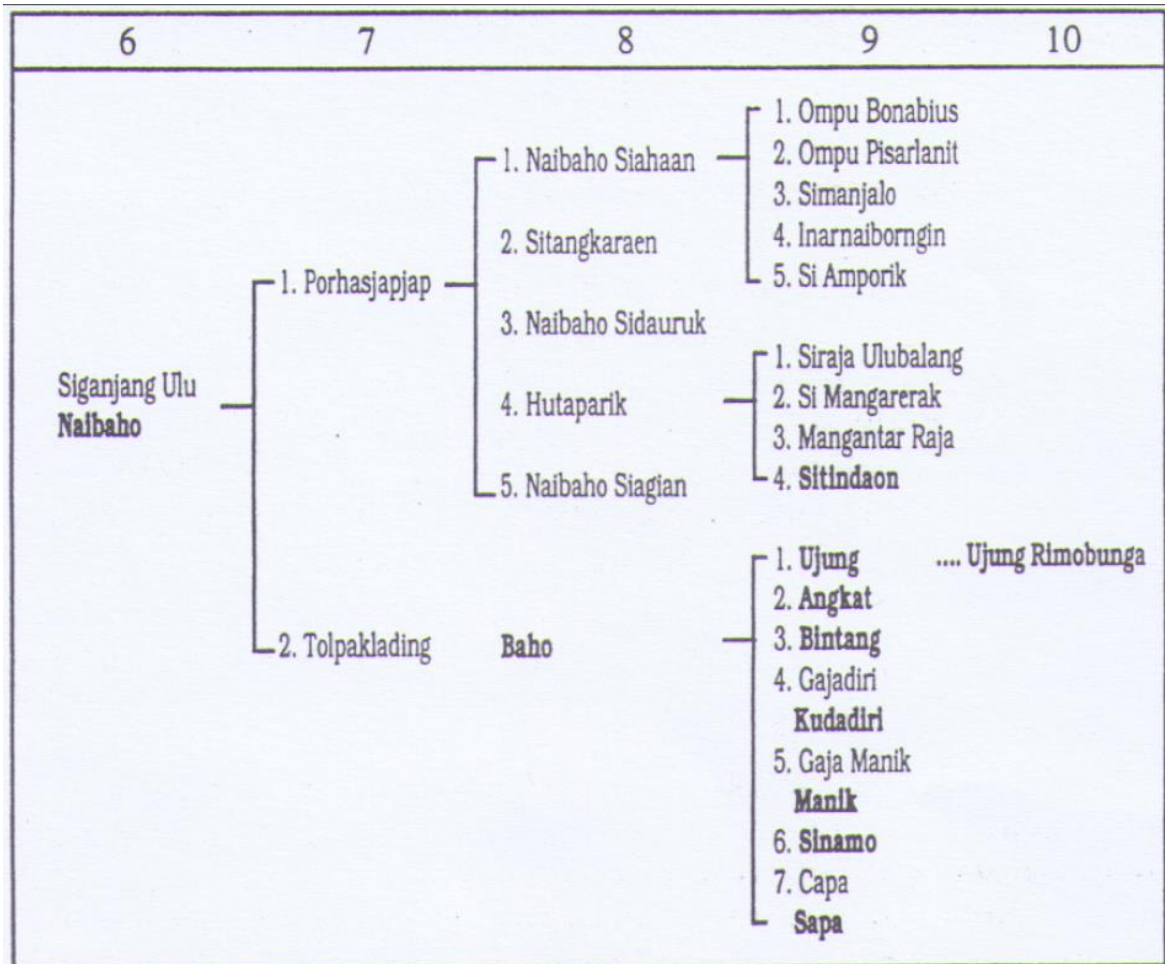 6 7 8 9 10
1. Ompu Bonabius
1. Naibaho Siahaan
2. Ompu Pisarlanit
3. Simanjalo
2. Sitangkaraen
4. Inarnaiborngin
1. Porhasjapjap
5. Si Amporik
3. Naibaho Sidauruk
1. Siraja Ulubalang
Siganjang Ulu
4. Hutaparik
2. Si Mangarerak
Naibaho
3. Mangantar Raja
5. Naibaho Siagian
4. Sitindaon
1. Ujung .... Ujung Rimobunga
2. Angkat
2. Tolpaklading Baho
3. Bintang
4. Gajadiri
Kudadiri
5. Gaja Manik
Manik
6. Sinamo
7. Capa
Sapa